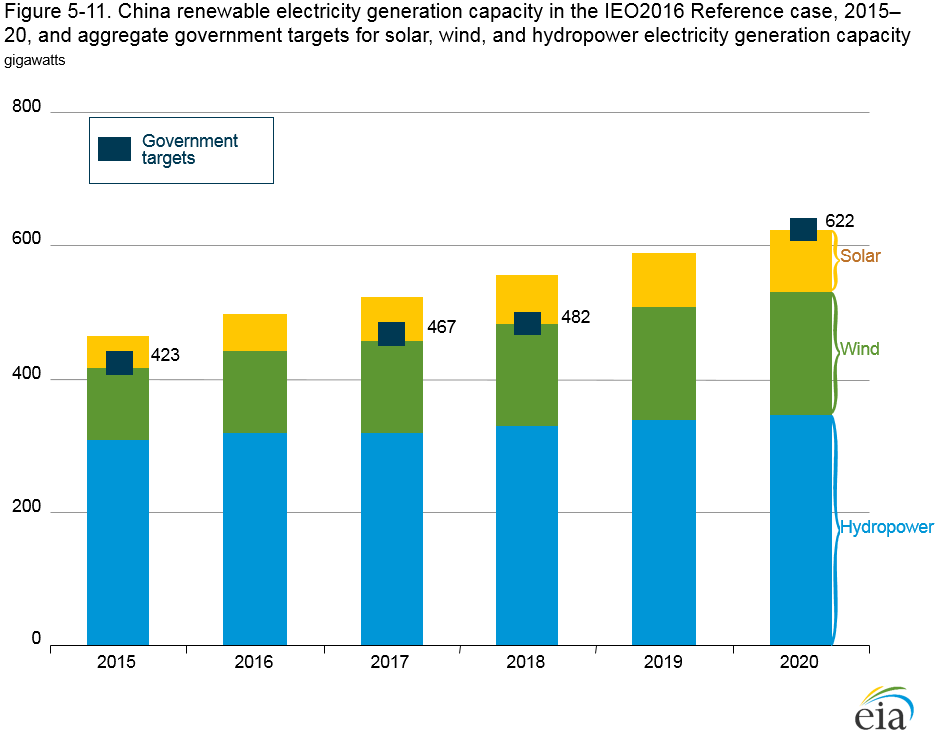 Figure 5-11. China renewable electricity generation capacity in the IEO2016 Reference case, 2015–
20, and aggregate government targets for solar, wind, and hydropower electricity generation capacity
gigawatts
800
Government
targets
622
600
Solar
467
482
423
Wind
400
200
Hydropower
0
2015 2016 2017 2018 2019 2020
eia